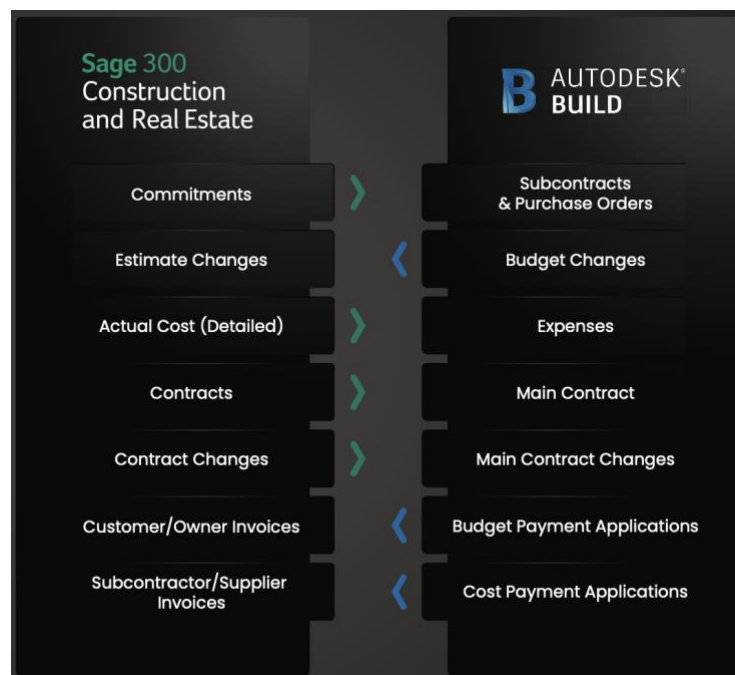 Sage 300
Construction
and Real Estate
AUTODESK®
BUILD
Commitments
Subcontracts
& Purchase Orders
Estimate Changes
Budget Changes
Actual Cost (Detailed)
Expenses
Contracts
Main Contract
Contract Changes
Main Contract Changes
Customer/Owner Invoices
Budget Payment Applications
Subcontractor/Supplier
Invoices
Cost Payment Applications